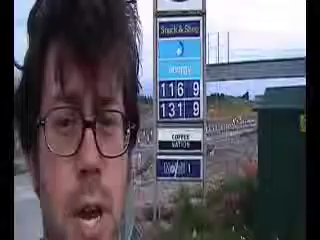 Snack & Shop
energy
116 9
131 9
COFFEE
NATION